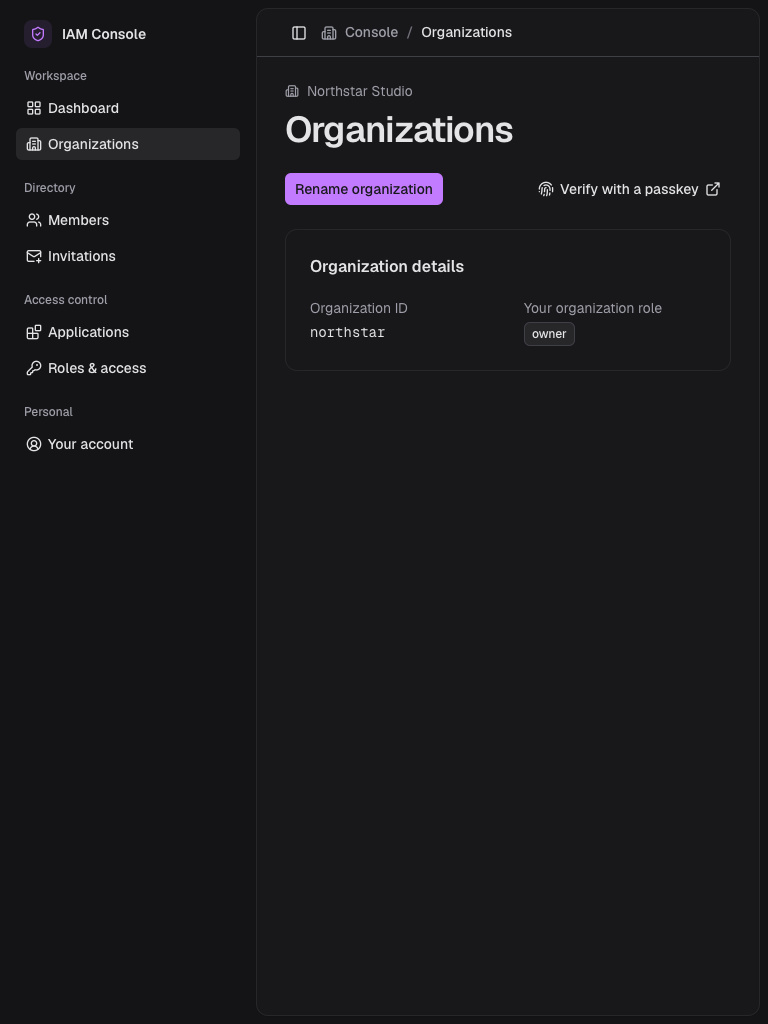 IAM Console
Workspace
Dashboard
Organizations
Directory
Members
Invitations
Access control
Applications
Roles & access
Personal
Your account
Console / Organizations
Northstar Studio
Organizations
Rename organization
Verify with a passkey
Organization details
Organization ID
northstar
Your organization role
owner